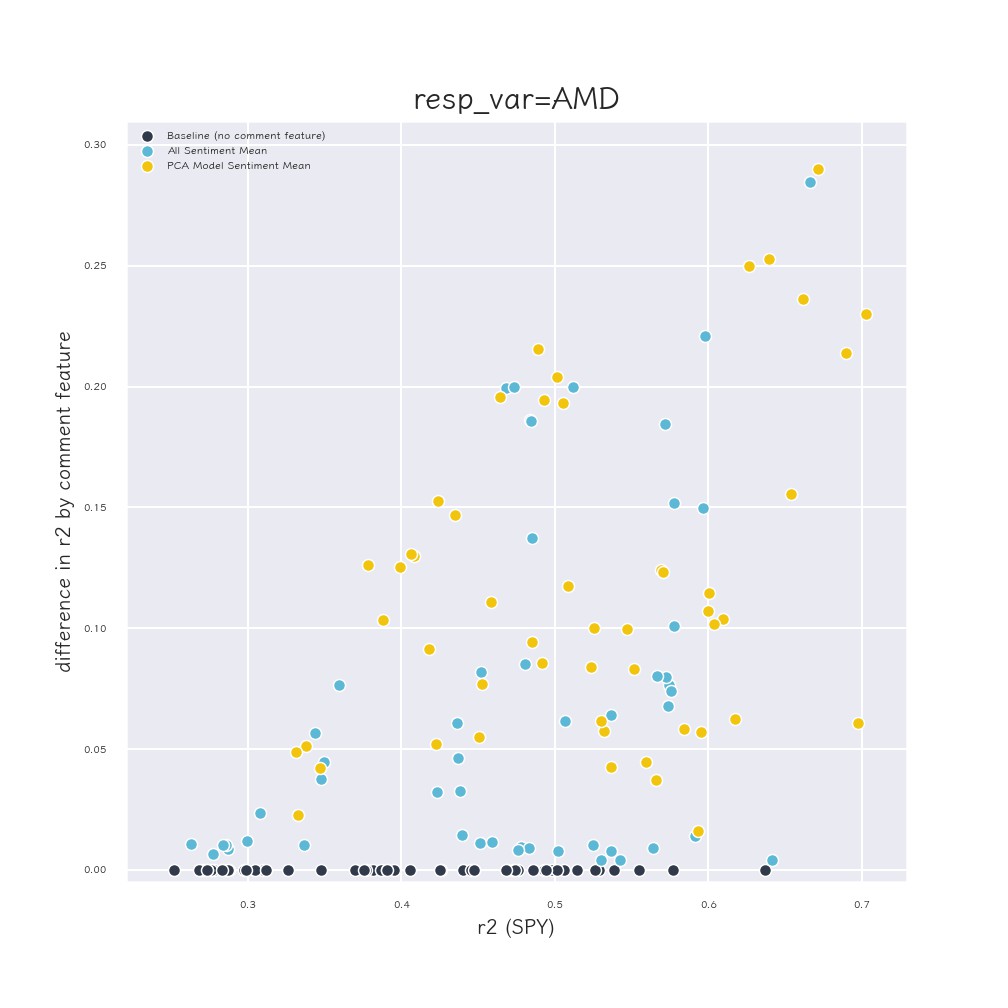 resp_var=AMD
Baseline (no comment feature)
All Sentiment Mean
PCA Model Sentiment Mean
difference in r2 by comment feature
0.30
0.25
0.20
0.15
0.10
0.05
0.00
0.3 0.4 0.5 0.6 0.7
r2 (SPY)